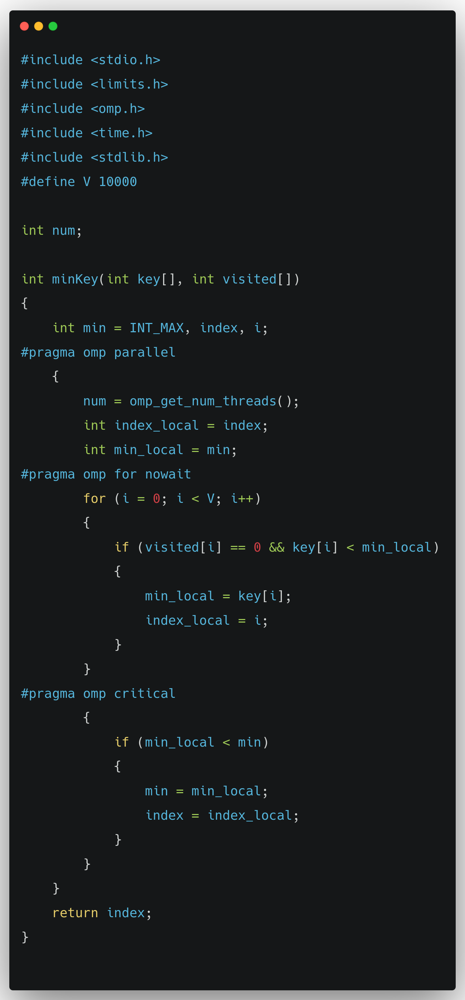 #include <stdio.h>
#include <limits.h>
#include <omp.h>
#include <time.h>
#include <stdlib.h>
#define V 10000

int num;

int minKey(int key[], int visited[])
{
    int min = INT_MAX, index, i;
#pragma omp parallel
    {
        num = omp_get_num_threads();
        int index_local = index;
        int min_local = min;
#pragma omp for nowait
        for (i = 0; i < V; i++)
        {
            if (visited[i] == 0 && key[i] < min_local)
            {
                min_local = key[i];
                index_local = i;
            }
        }
#pragma omp critical
        {
            if (min_local < min)
            {
                min = min_local;
                index = index_local;
            }
        }
    }
    return index;
}